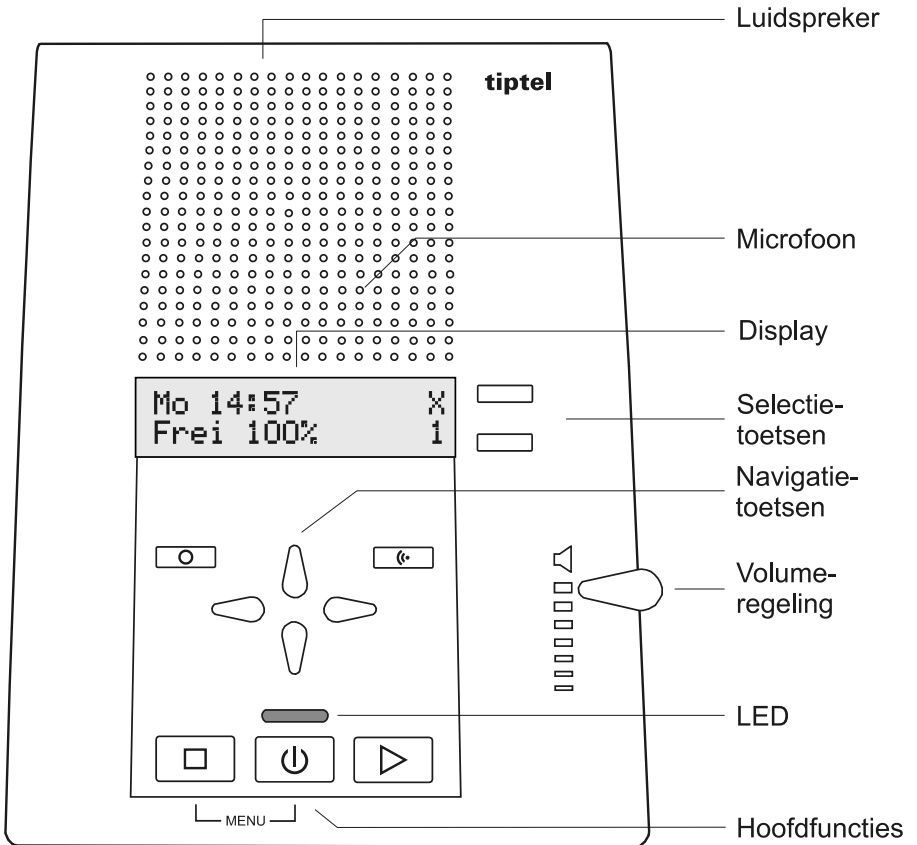 Luidspreker
tiptel
Microfoon
Display
Mo 14:57 X
Frei 100% 1
Selectie-
toetsen
Navigatie-
toetsen
Volume-
regeling
LED
MENU
Hoofdfuncties